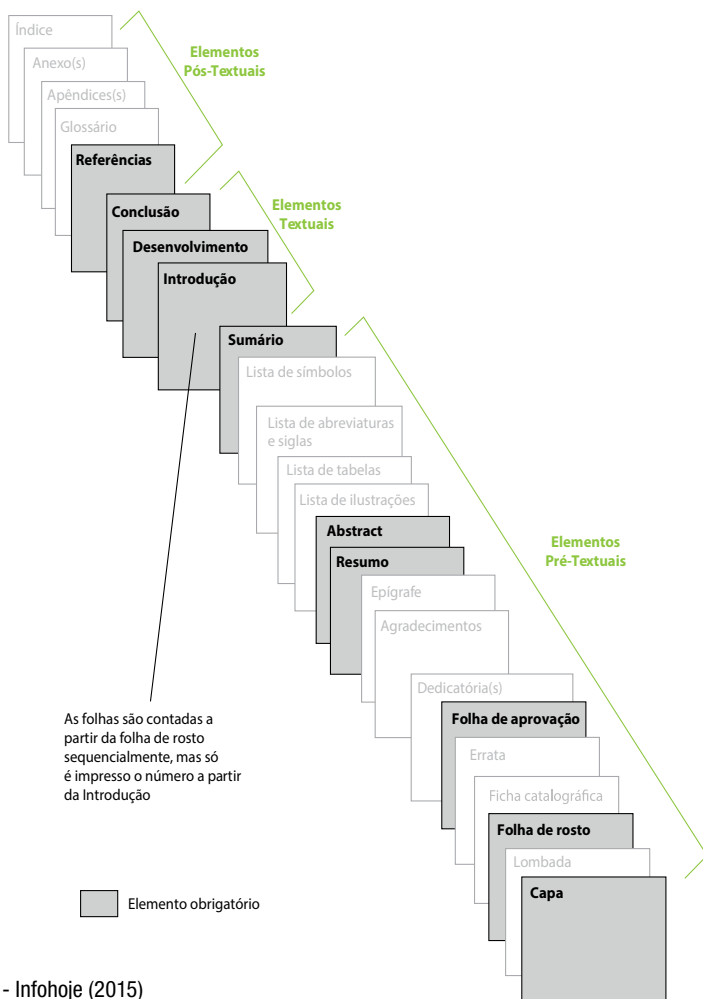 Índice
Anexo(s)
Apêndices(s)
Glossário
Referências
Elementos
Pós-Textuais
Conclusão
Desenvolvimento
Introdução
Elementos
Textuais
Sumário
Lista de símbolos
Lista de abreviaturas
e siglas
Lista de tabelas
Lista de ilustrações
Abstract
Resumo
Epígrafe
Agradecimentos
Dedicatória(s)
Folha de aprovação
Errata
Ficha catalográfica
Folha de rosto
Lombada
Capa
Elementos
Pré-Textuais
As folhas são contadas a
partir da folha de rosto
sequencialmente, mas só
é impresso o número a partir
da Introdução
Elemento obrigatório
- Infohoje (2015)